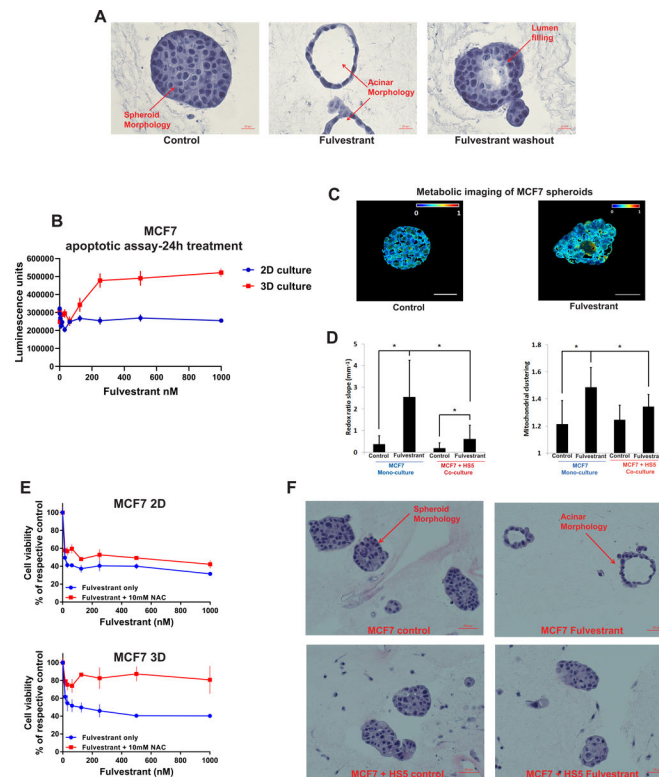 A
Spheroid
Morphology
Acinar
Morphology
Lumen
filling
Control
Fulvestrant
Fulvestrant washout
B
MCF7
apoptotic assay-24h treatment
Luminescence units
600000
500000
400000
300000
200000
100000
0
0
200
400
600
800
1000
Fulvestrant nM
2D culture
3D culture
C
Metabolic imaging of MCF7 spheroids
0
1
0
1
Control
Fulvestrant
D
Redox ratio slope (mm⁻¹)
5
4
3
2
1
0
*
*
*
Control
Fulvestrant
Control
Fulvestrant
MCF7
Mono-culture
MCF7 + HS5
Co-culture
Mitochondrial clustering
1.8
1.6
1.4
1.2
1
*
*
Control
Fulvestrant
Control
Fulvestrant
MCF7
Mono-culture
MCF7 + HS5
Co-culture
E
MCF7 2D
Cell viability
% of respective control
100
80
60
40
20
0
Fulvestrant only
Fulvestrant + 10mM NAC
0
200
400
600
800
1000
Fulvestrant (nM)
MCF7 3D
Cell viability
% of respective control
100
80
60
40
20
0
Fulvestrant only
Fulvestrant + 10mM NAC
0
200
400
600
800
1000
Fulvestrant (nM)
F
Spheroid
Morphology
MCF7 control
Acinar
Morphology
MCF7 Fulvestrant
MCF7 + HS5 control
MCF7 + HS5 Fulvestrant